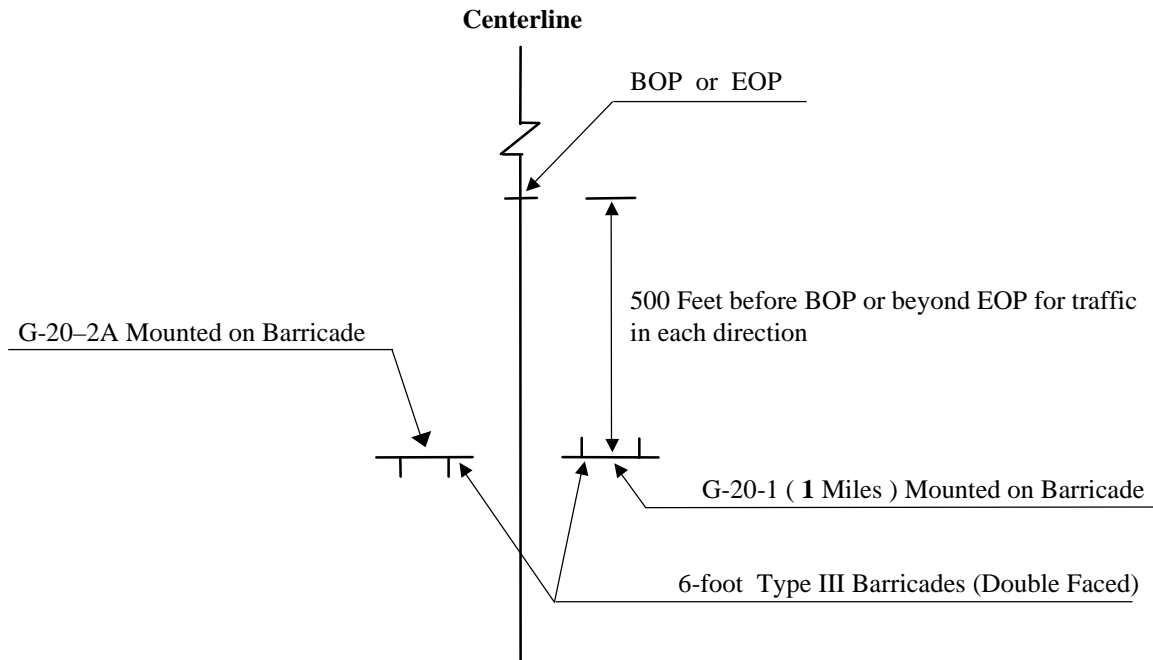 Centerline
BOP or EOP
500 Feet before BOP or beyond EOP for traffic
in each direction
G-20–2A Mounted on Barricade
G-20-1 ( 1 Miles ) Mounted on Barricade
6-foot Type III Barricades (Double Faced)